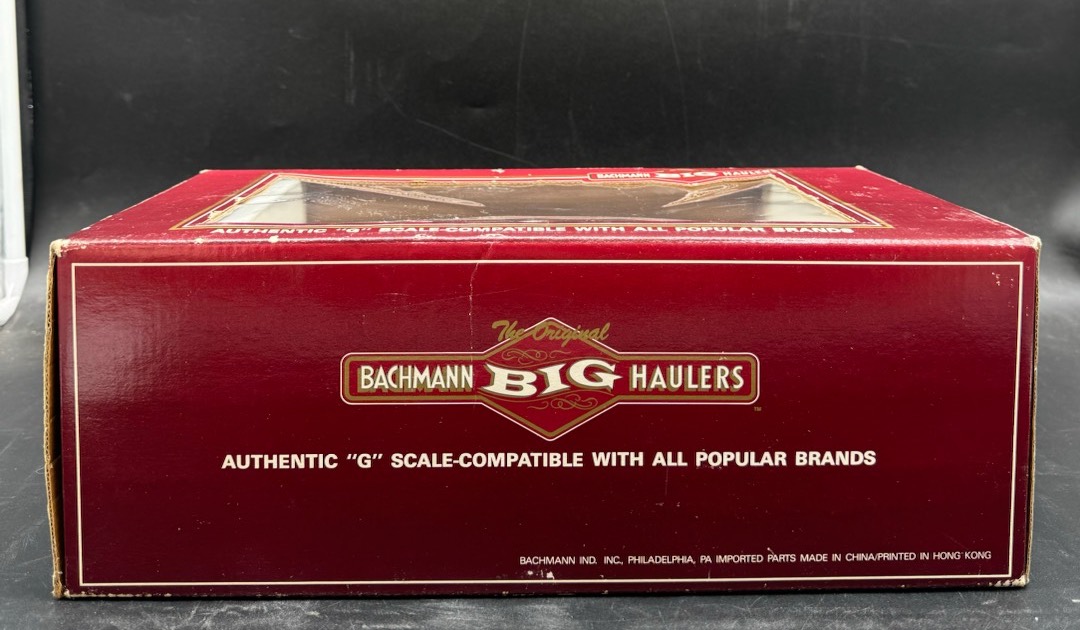 BACHMANN BIG HAULERS
AUTHENTIC "G" SCALE-COMPATIBLE WITH ALL POPULAR BRANDS
The Original
BACHMANN BIG HAULERS
TM
AUTHENTIC "G" SCALE-COMPATIBLE WITH ALL POPULAR BRANDS
BACHMANN IND. INC., PHILADELPHIA, PA IMPORTED PARTS MADE IN CHINA/PRINTED IN HONG KONG